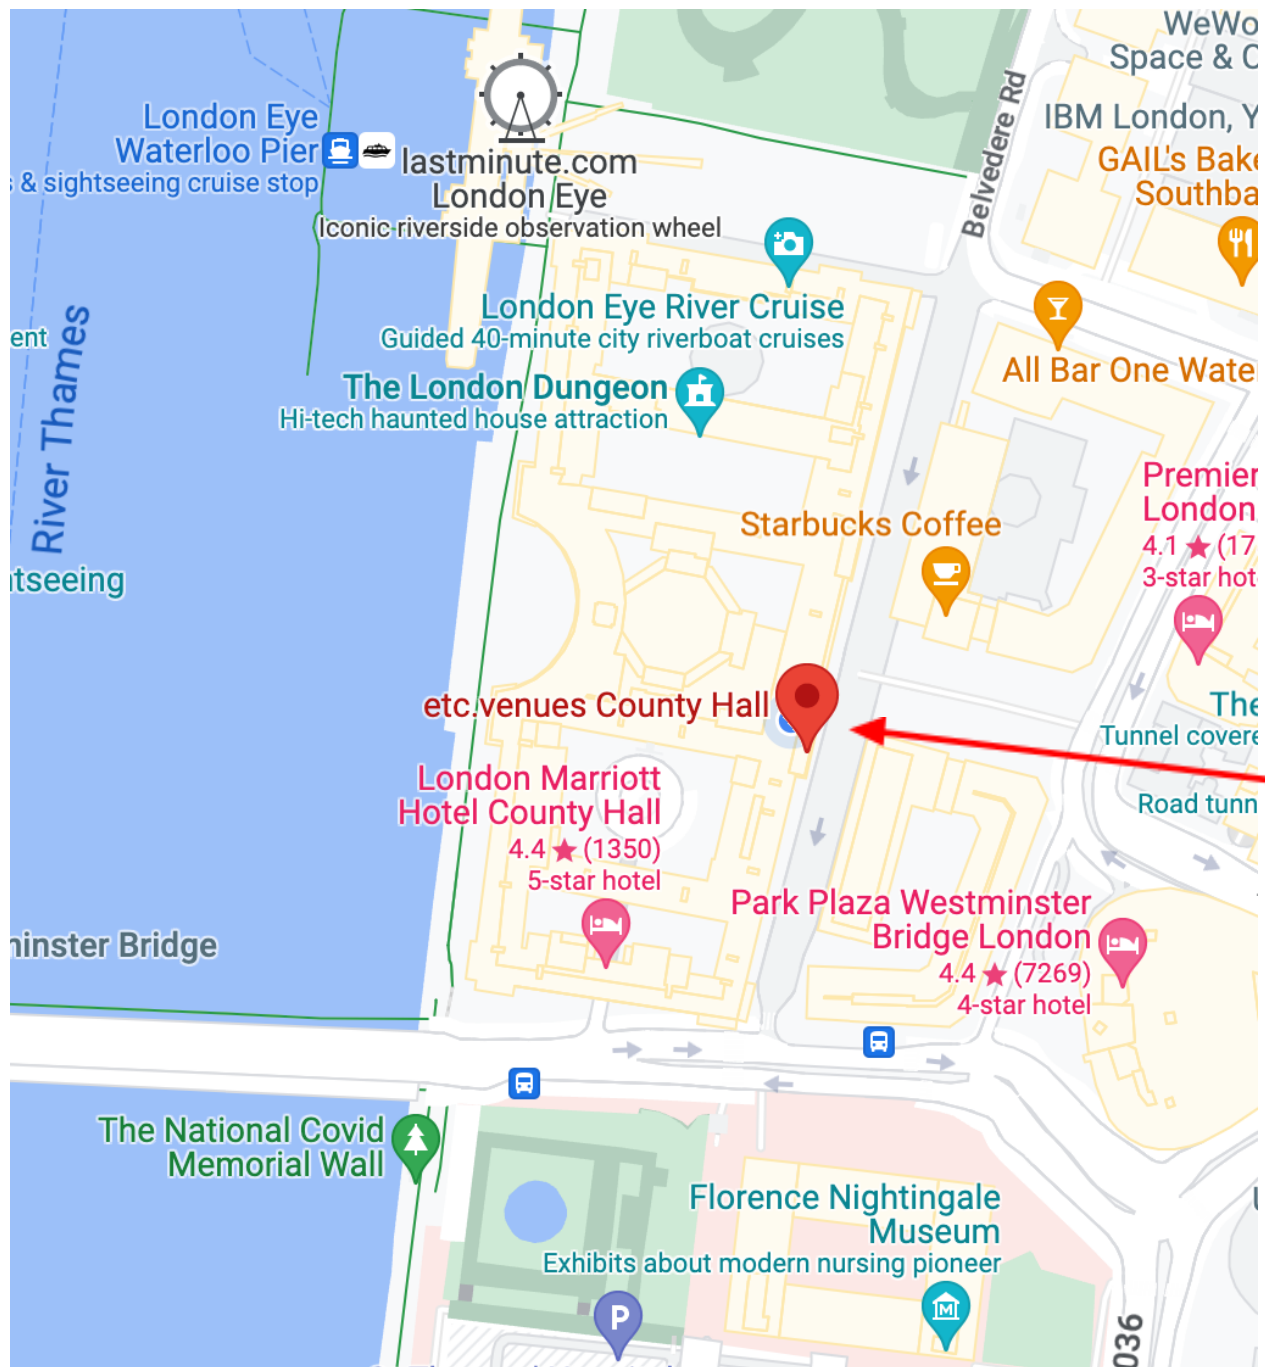 WeWo
Space & C
London Eye
Waterloo Pier
& sightseeing cruise stop
lastminute.com
London Eye
Iconic riverside observation wheel
Belvedere Rd
IBM London, Y
GAIL's Bake
Southba
London Eye River Cruise
Guided 40-minute city riverboat cruises
ent
River Thames
The London Dungeon
Hi-tech haunted house attraction
All Bar One Wate
Premier
London
4.1 ★ (17
3-star hot
Starbucks Coffee
tseeing
etc.venues County Hall
The
Tunnel covere
London Marriott
Hotel County Hall
4.4 ★ (1350)
5-star hotel
Road tunn
Park Plaza Westminster
Bridge London
4.4 ★ (7269)
4-star hotel
minster Bridge
The National Covid
Memorial Wall
Florence Nightingale
Museum
Exhibits about modern nursing pioneer
M
P
036